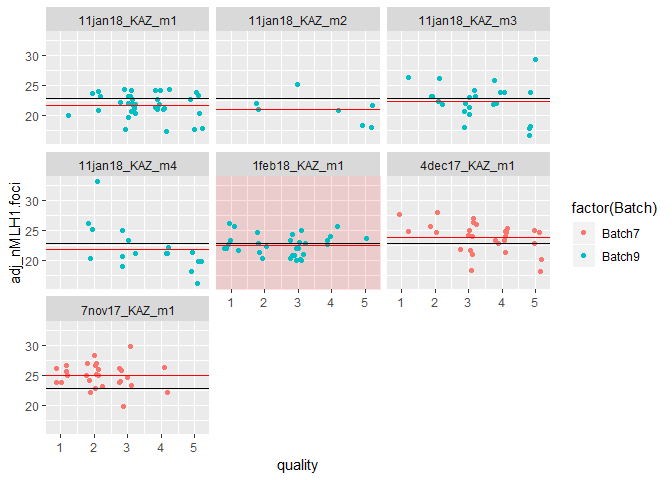 11jan18_KAZ_m1
11jan18_KAZ_m2
11jan18_KAZ_m3
30
25
20
11jan18_KAZ_m4
1feb18_KAZ_m1
4dec17_KAZ_m1
30
25
20
1 2 3 4 5
1 2 3 4 5
7nov17_KAZ_m1
30
25
20
1 2 3 4 5
adj_nMLH1.foci
quality
factor(Batch)
Batch7
Batch9